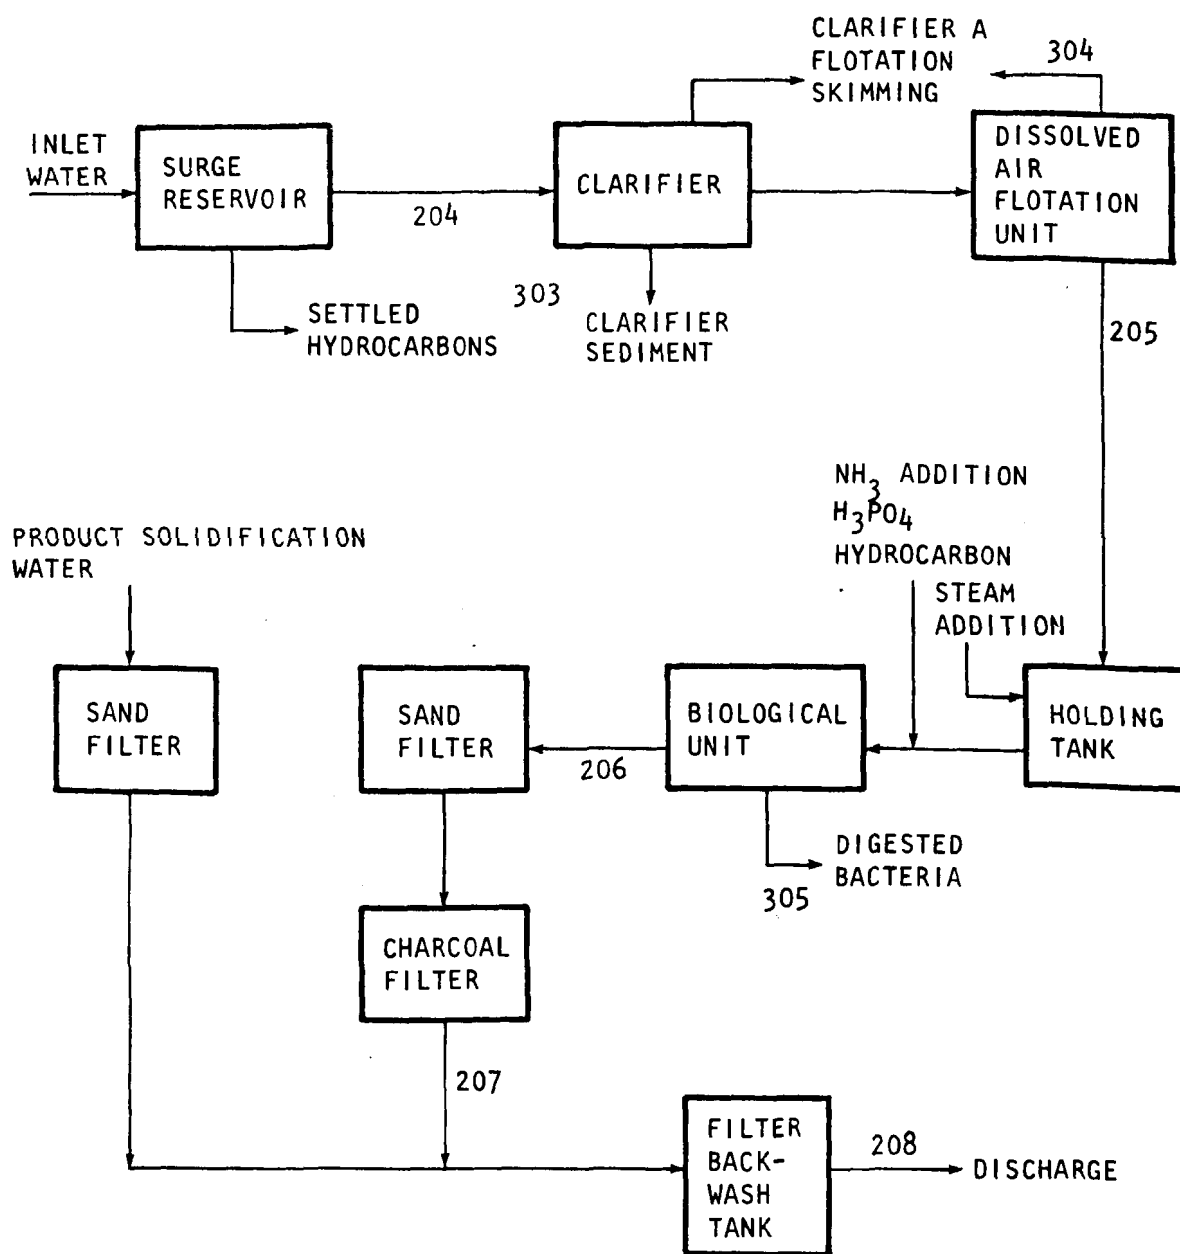 CLARIFIER A
FLOTATION
SKIMMING
304
INLET
WATER
SURGE
RESERVOIR
204
CLARIFIER
DISSOLVED
AIR
FLOTATION
UNIT
303
SETTLED
HYDROCARBONS
CLARIFIER
SEDIMENT
205
NH3 ADDITION
H3PO4
HYDROCARBON
STEAM
ADDITION
PRODUCT SOLIDIFICATION
WATER
SAND
FILTER
SAND
FILTER
206
BIOLOGICAL
UNIT
HOLDING
TANK
DIGESTED
BACTERIA
305
CHARCOAL
FILTER
207
FILTER
BACK-
WASH
TANK
208
DISCHARGE